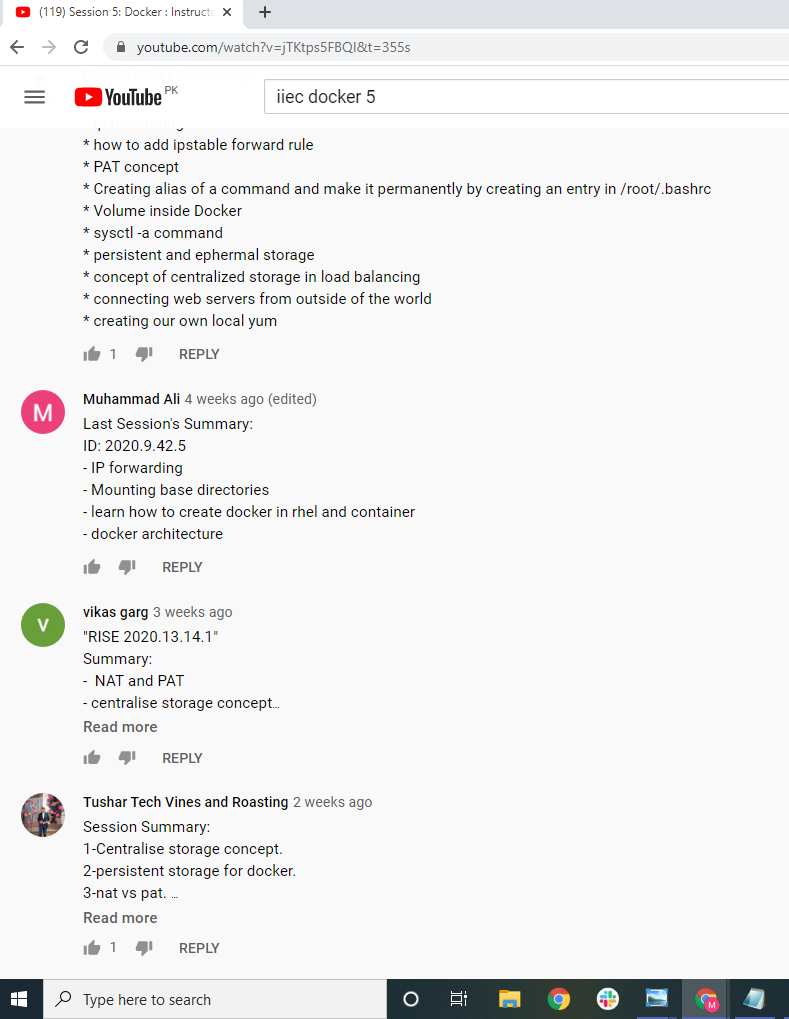 (119) Session 5: Docker : Instructo
youtube.com/watch?v=jTKtps5FBQI&t=355s
YouTube PK
iiec docker 5
* how to add ipstable forward rule
* PAT concept
* Creating alias of a command and make it permanently by creating an entry in /root/.bashrc
* Volume inside Docker
* sysctl -a command
* persistent and ephermal storage
* concept of centralized storage in load balancing
* connecting web servers from outside of the world
* creating our own local yum
1 REPLY
M
Muhammad Ali 4 weeks ago (edited)
Last Session's Summary:
ID: 2020.9.42.5
- IP forwarding
- Mounting base directories
- learn how to create docker in rhel and container
- docker architecture
REPLY
V
vikas garg 3 weeks ago
"RISE 2020.13.14.1"
Summary:
- NAT and PAT
- centralise storage concept...
Read more
REPLY
Tushar Tech Vines and Roasting 2 weeks ago
Session Summary:
1-Centralise storage concept.
2-persistent storage for docker.
3-nat vs pat. ...
Read more
1 REPLY
Type here to search
M